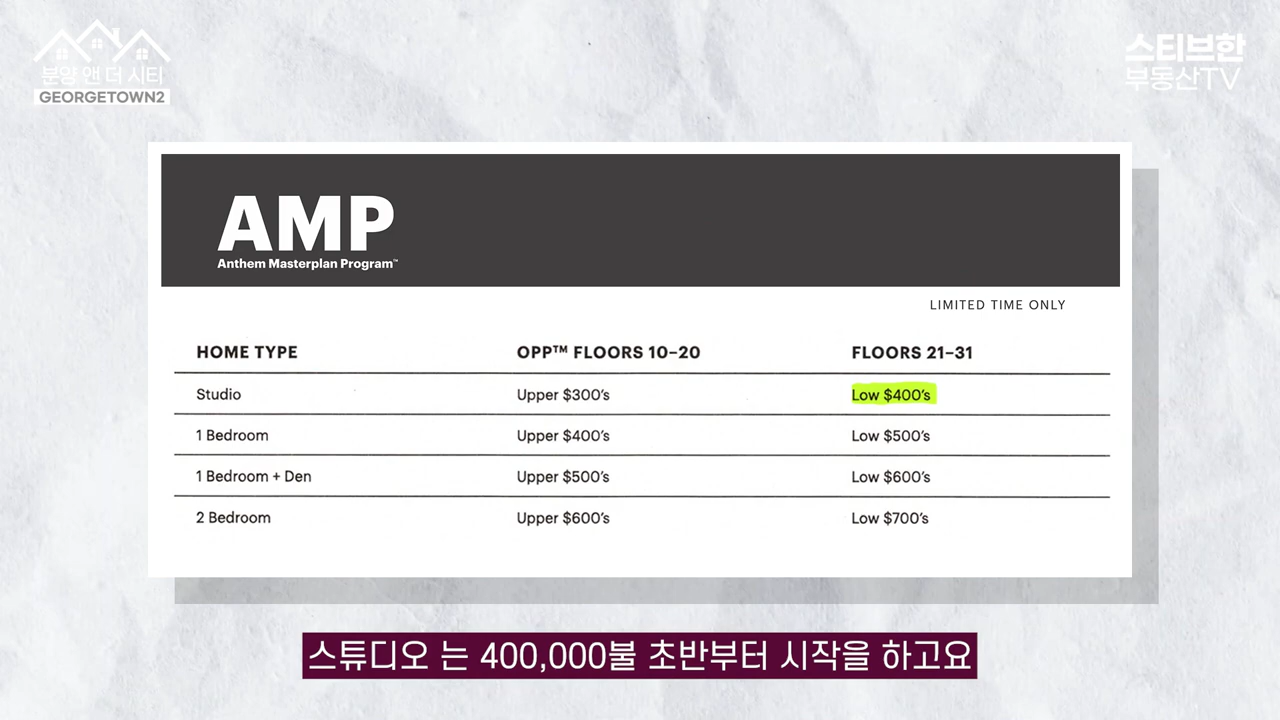 분양 앤 더 시티
GEORGETOWN2
스티브한
부동산TV
AMP
Anthem Masterplan Program™
LIMITED TIME ONLY
HOME TYPE OPP™ FLOORS 10–20 FLOORS 21–31
Studio Upper $300's Low $400's
1 Bedroom Upper $400's Low $500's
1 Bedroom + Den Upper $500's Low $600's
2 Bedroom Upper $600's Low $700's
스튜디오 는 400,000불 초반부터 시작을 하고요